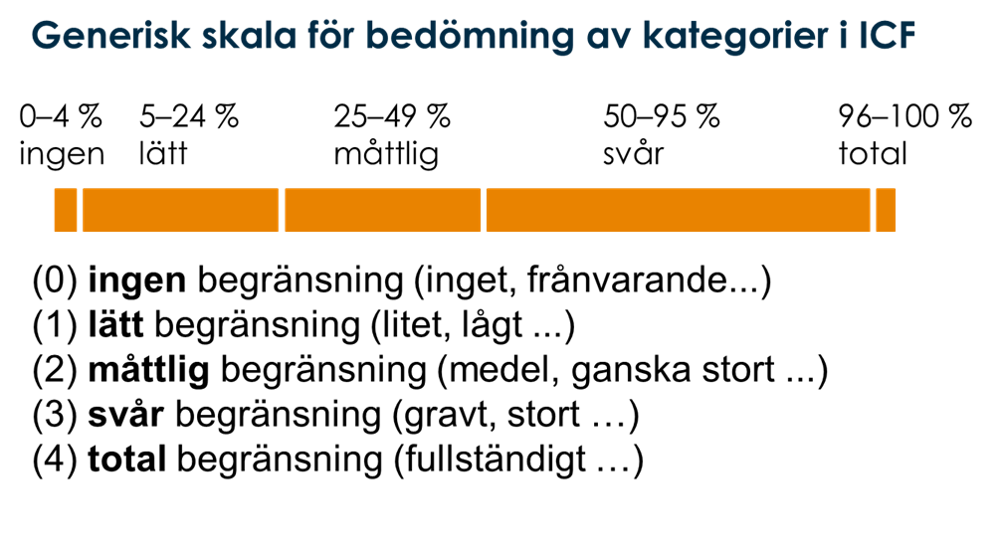 Generisk skala för bedömning av kategorier i ICF
0–4 % 5–24 % 25–49 % 50–95 % 96–100 %
ingen lätt måttlig svår total
(0) ingen begränsning (inget, frånvarande...)
(1) lätt begränsning (litet, lågt ...)
(2) måttlig begränsning (medel, ganska stort ...)
(3) svår begränsning (gravt, stort …)
(4) total begränsning (fullständigt …)